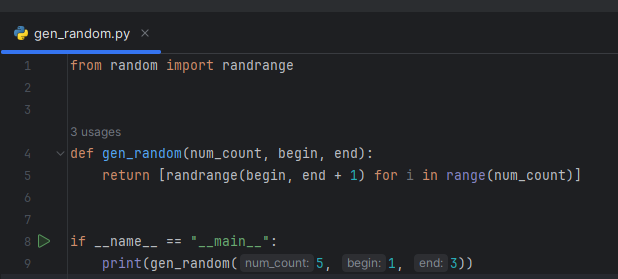 gen_random.py ×
1 from random import randrange
2
3
3 usages
4 def gen_random(num_count, begin, end):
5 return [randrange(begin, end + 1) for i in range(num_count)]
6
7
8 if __name__ == "__main__":
9 print(gen_random( num_count: 5, begin: 1, end: 3))